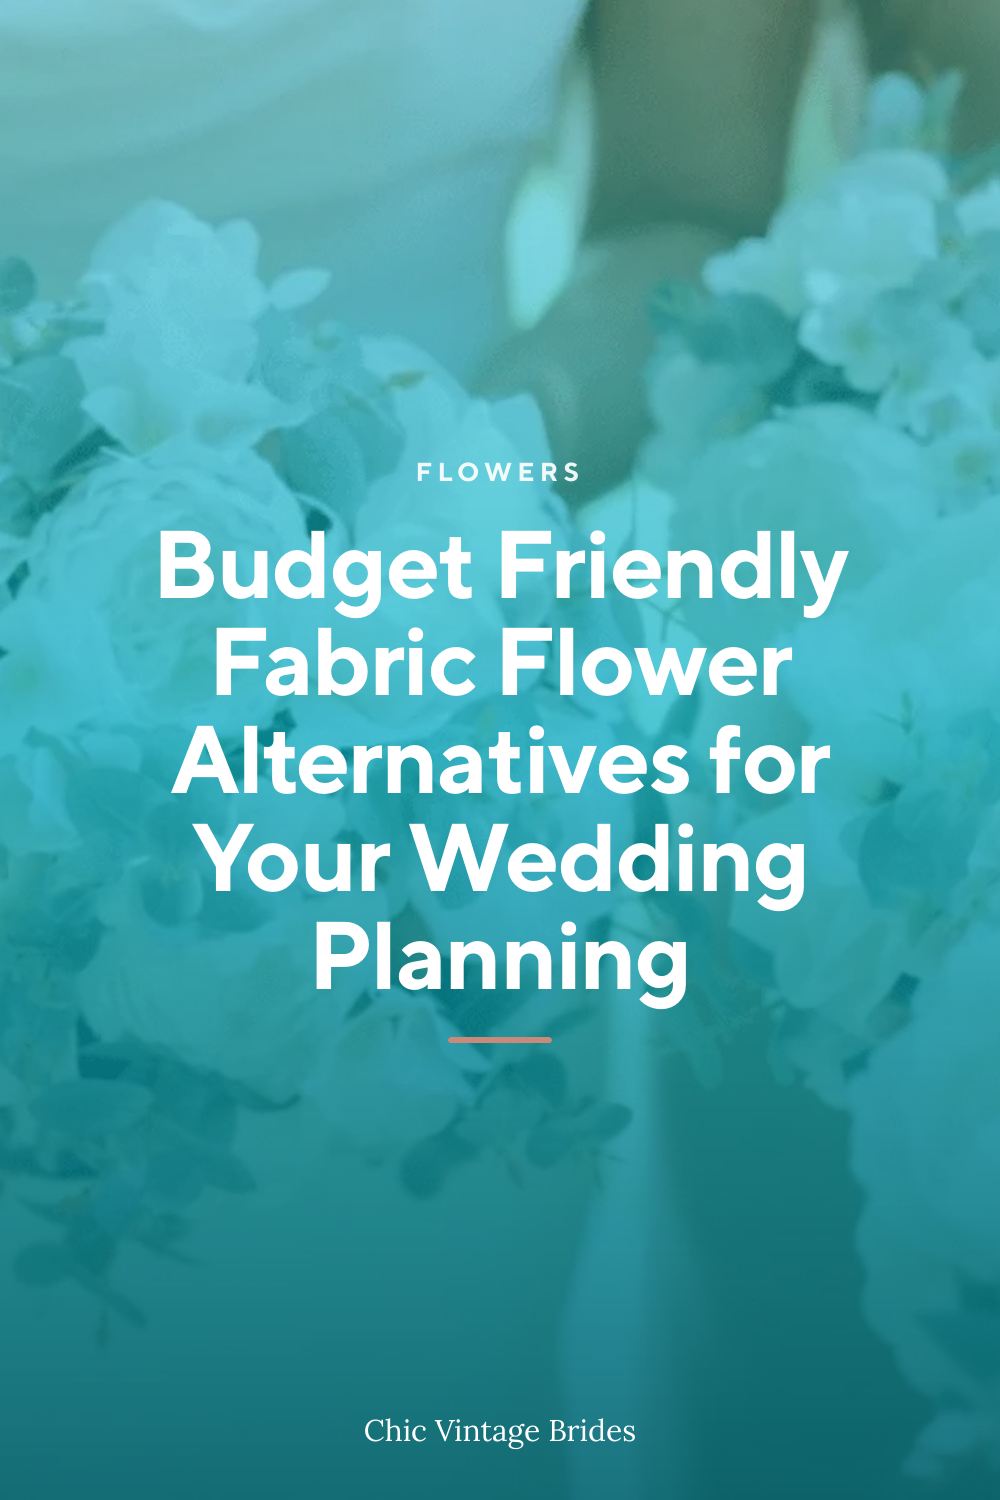 FLOWERS
Budget Friendly
Fabric Flower
Alternatives for
Your Wedding
Planning
Chic Vintage Brides